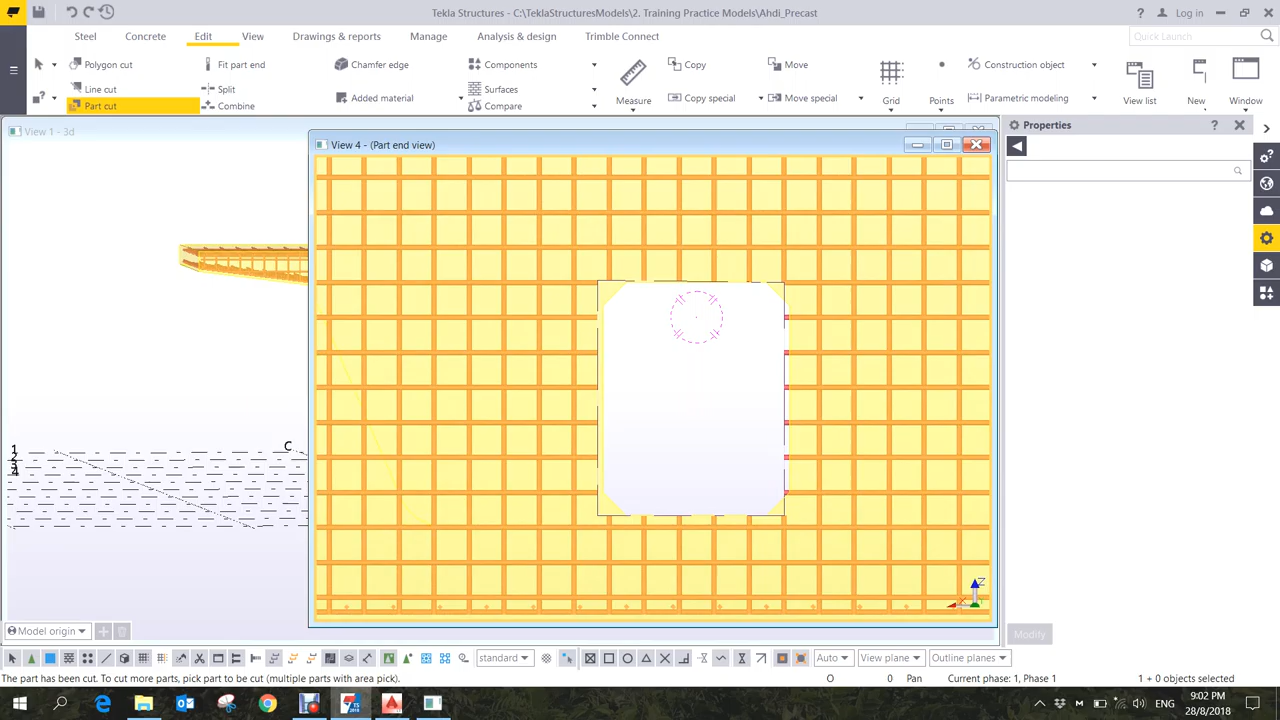 Tekla Structures - C:\TeklaStructuresModels\2. Training Practice Models\Ahdi_Precast
Log in
Steel
Concrete
Edit
View
Drawings & reports
Manage
Analysis & design
Trimble Connect
Quick Launch
Polygon cut
Line cut
Part cut
Fit part end
Split
Combine
Chamfer edge
Added material
Components
Surfaces
Compare
Measure
Copy
Copy special
Move
Move special
Grid
Points
Construction object
Parametric modeling
View list
New
Window
View 1 - 3d
View 4 - (Part end view)
Properties
C
1
2
4
Z
X
Model origin
Modify
standard
Auto
View plane
Outline planes
The part has been cut. To cut more parts, pick part to be cut (multiple parts with area pick).
O
0
Pan
Current phase: 1, Phase 1
1 + 0 objects selected
ENG
9:02 PM
28/8/2018